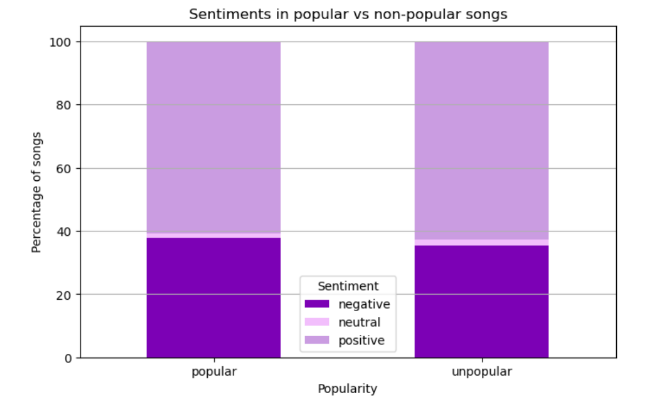 Sentiments in popular vs non-popular songs
100
80
60
40
20
0
Percentage of songs
Sentiment
negative
neutral
positive
popular
unpopular
Popularity